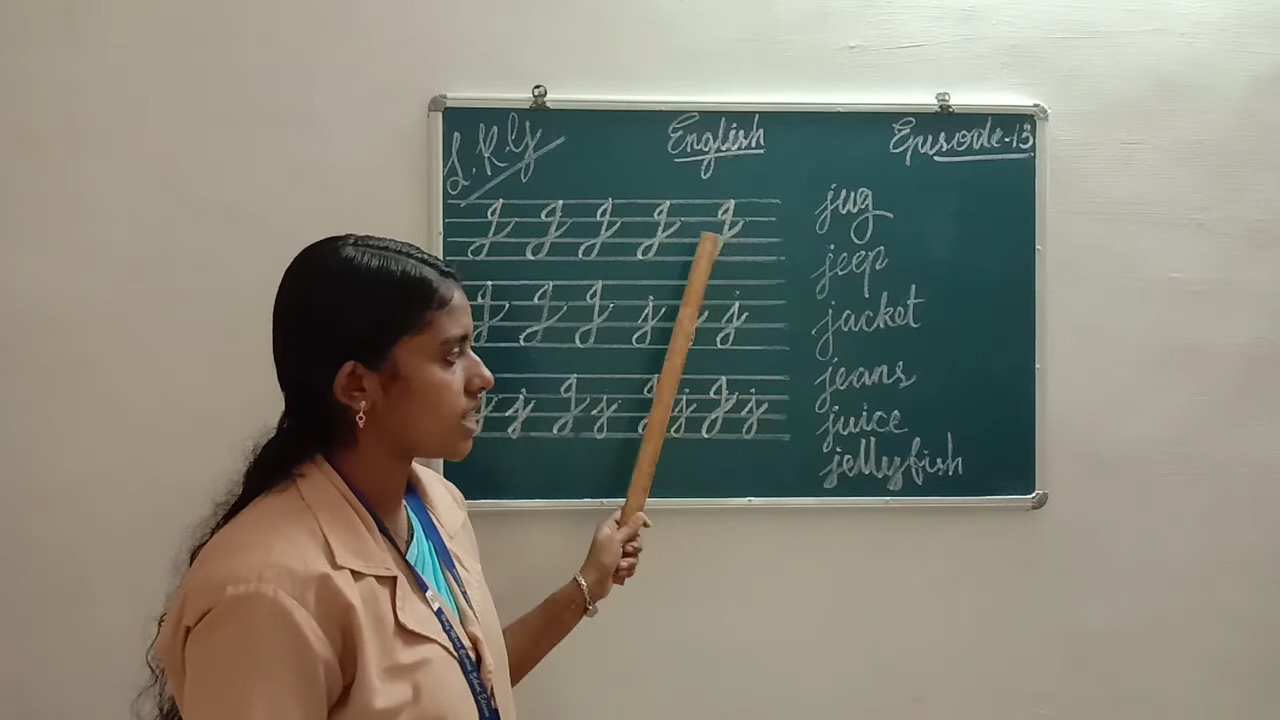 L.K.G
English
Episode-13
J J J J J
J J J j j
j J j j J j
jug
jeep
jacket
jeans
juice
jellyfish